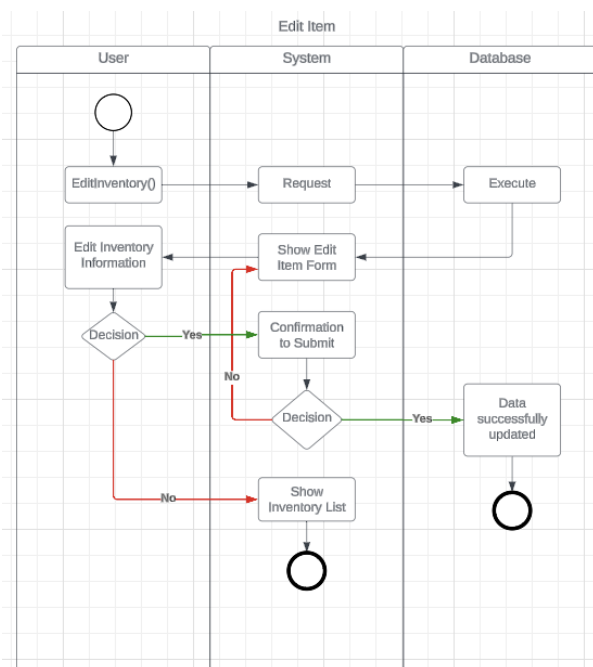 Edit Item
User
System
Database
EditInventory()
Request
Execute
Edit Inventory
Information
Show Edit
Item Form
Decision
Yes
Confirmation
to Submit
No
Decision
Yes
Data
successfully
updated
No
Show
Inventory List